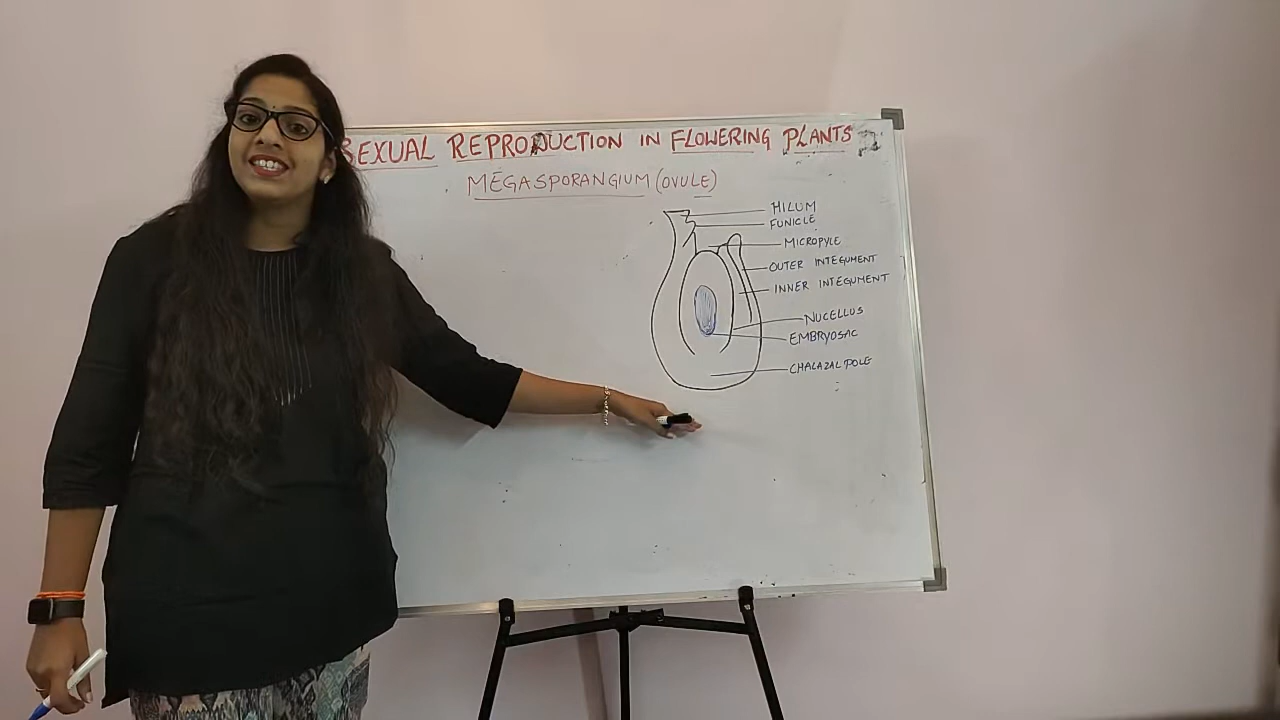 SEXUAL REPRODUCTION IN FLOWERING PLANTS
MEGASPORANGIUM (OVULE)
HILUM
FUNICLE
MICROPYLE
OUTER INTEGUMENT
INNER INTEGUMENT
NUCELLUS
EMBRYOSAC
CHALAZAL POLE